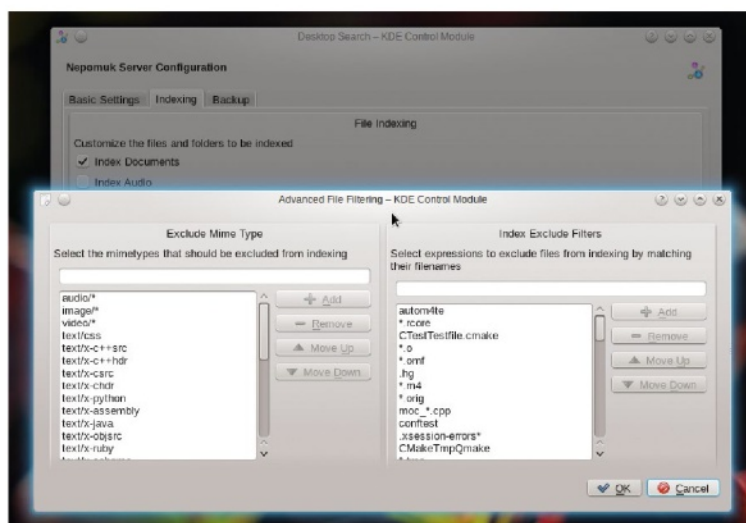 Desktop Search – KDE Control Module
Nepomuk Server Configuration
Basic Settings
Indexing
Backup
File Indexing
Customize the files and folders to be indexed
Index Documents
Index Audio
Advanced File Filtering – KDE Control Module
Exclude Mime Type
Select the mimetypes that should be excluded from indexing
audio/*
image/*
video/*
text/css
text/x-c++src
text/x-c++hdr
text/x-csrc
text/x-chdr
text/x-python
text/x-assembly
text/x-java
text/x-objsrc
text/x-ruby
Add
Remove
Move Up
Move Down
Index Exclude Filters
Select expressions to exclude files from indexing by matching
their filenames
autom4te
*.rcore
CTestTestfile.cmake
*.o
*.omf
.hg
*.m4
*.orig
moc_*.cpp
conftest
.xsession-errors*
CMakeTmpQmake
Add
Remove
Move Up
Move Down
OK
Cancel